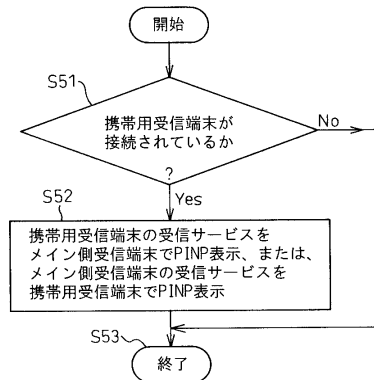 開始
S51
携帯用受信端末が
接続されているか
?
No
Yes
S52
携帯用受信端末の受信サービスを
メイン側受信端末でPINP表示、または、
メイン側受信端末の受信サービスを
携帯用受信端末でPINP表示
S53
終了